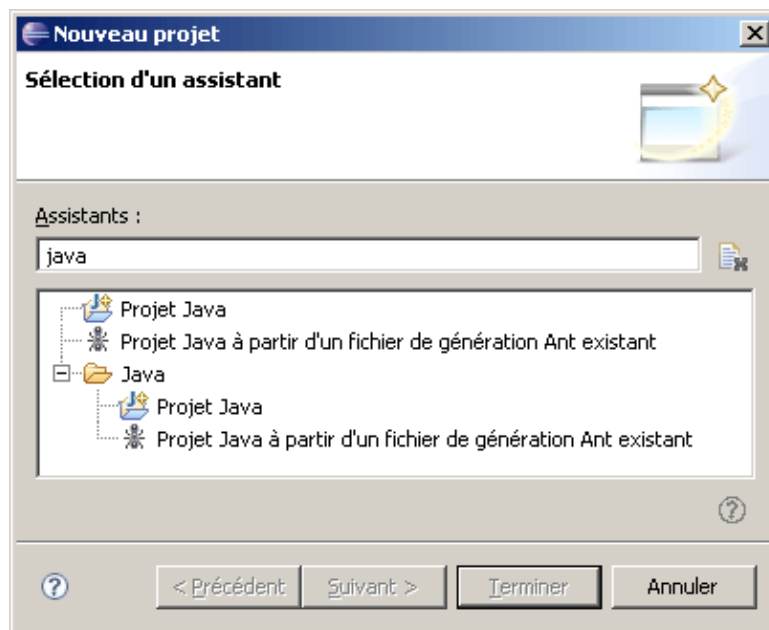 Nouveau projet
Sélection d'un assistant
Assistants :
java
Projet Java
Projet Java à partir d'un fichier de génération Ant existant
Java
Projet Java
Projet Java à partir d'un fichier de génération Ant existant
< Précédent Suivant > Terminer Annuler